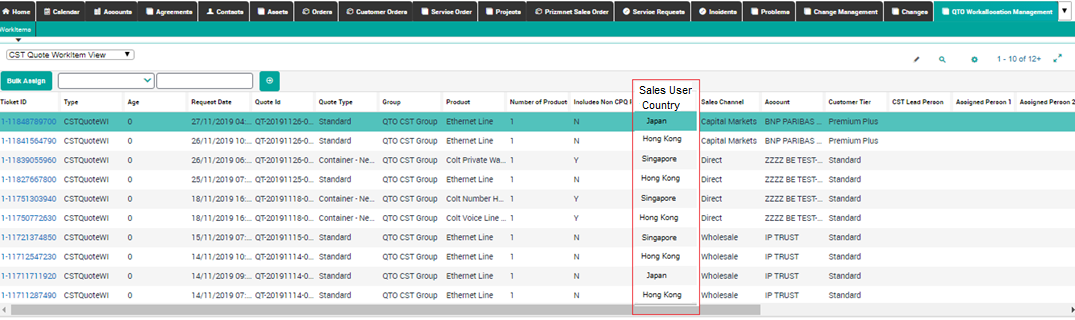 Home Calendar Accounts Agreements Contacts Assets Orders Customer Orders Service Order Projects Prizmnet Sales Order Service Requests Incidents Problems Change Management Changes QTO Workallocation Management
WorkItems
CST Quote WorkItem View
1 - 10 of 12+
Bulk Assign
Ticket ID Type Age Request Date Quote Id Quote Type Group Product Number of Product Includes Non CPQ Sales User Country Sales Channel Account Customer Tier CST Lead Person Assigned Person 1 Assigned Person 2
1-11848789700 CSTQuoteWI 0 27/11/2019 04:... QT-20191126-0... Standard QTO CST Group Ethernet Line 1 N Japan Capital Markets BNP PARIBAS ... Premium Plus
1-11841564790 CSTQuoteWI 0 26/11/2019 10:... QT-20191126-0... Standard QTO CST Group Ethernet Line 1 N Hong Kong Capital Markets BNP PARIBAS ... Premium Plus
1-11839055960 CSTQuoteWI 0 26/11/2019 06:... QT-20191126-0... Container - Ne... QTO CST Group Colt Private Wa... 1 Y Singapore Direct ZZZZ BE TEST-... Standard
1-11827667800 CSTQuoteWI 0 25/11/2019 07:... QT-20191125-0... Standard QTO CST Group Ethernet Line 1 N Hong Kong Direct ZZZZ BE TEST-... Standard
1-11751303940 CSTQuoteWI 0 18/11/2019 16:... QT-20191118-0... Container - Ne... QTO CST Group Colt Number H... 1 Y Singapore Direct ZZZZ BE TEST-... Standard
1-11750772630 CSTQuoteWI 0 18/11/2019 16:... QT-20191118-0... Container - Ne... QTO CST Group Colt Voice Line ... 1 Y Hong Kong Direct ZZZZ BE TEST-... Standard
1-11721374850 CSTQuoteWI 0 15/11/2019 07:... QT-20191115-0... Standard QTO CST Group Ethernet Line 1 N Singapore Wholesale IP TRUST Standard
1-11712547230 CSTQuoteWI 0 14/11/2019 10:... QT-20191114-0... Standard QTO CST Group Ethernet Line 1 N Hong Kong Wholesale IP TRUST Standard
1-11711711920 CSTQuoteWI 0 14/11/2019 09:... QT-20191114-0... Standard QTO CST Group Ethernet Line 1 N Japan Wholesale IP TRUST Standard
1-11711287490 CSTQuoteWI 0 14/11/2019 07:... QT-20191114-0... Standard QTO CST Group Ethernet Line 1 N Hong Kong Wholesale IP TRUST Standard